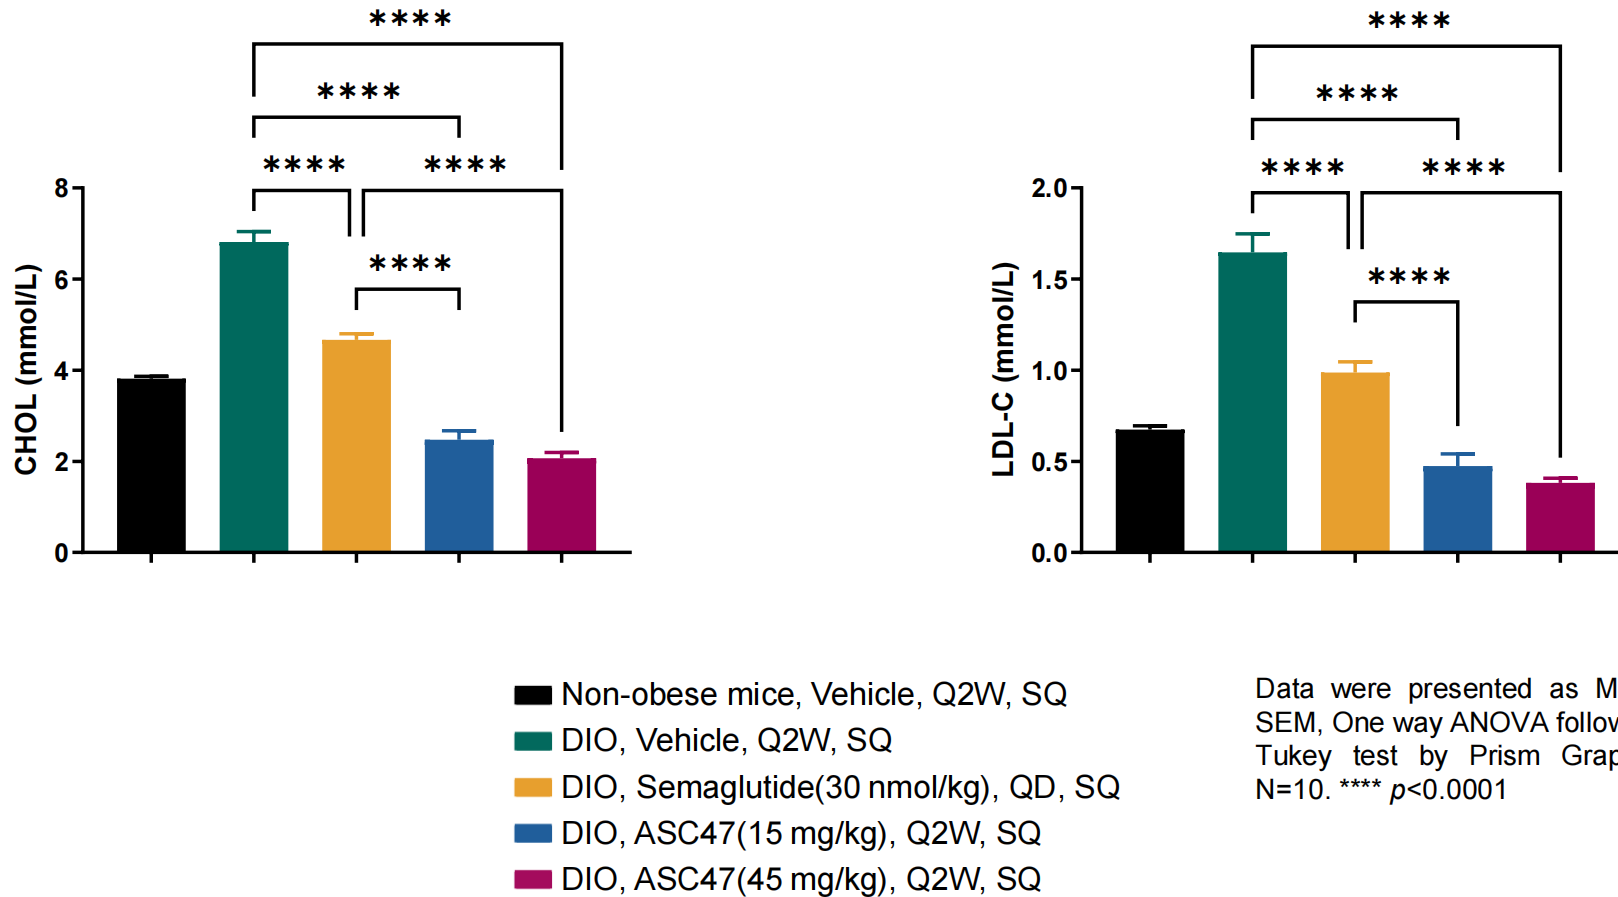 ****
****
**** ****
****
8
6
4
2
0
CHOL (mmol/L)
****
****
**** ****
****
2.0
1.5
1.0
0.5
0.0
LDL-C (mmol/L)
Non-obese mice, Vehicle, Q2W, SQ
DIO, Vehicle, Q2W, SQ
DIO, Semaglutide(30 nmol/kg), QD, SQ
DIO, ASC47(15 mg/kg), Q2W, SQ
DIO, ASC47(45 mg/kg), Q2W, SQ
Data were presented as M
SEM, One way ANOVA follow
Tukey test by Prism Grap
N=10. **** p<0.0001